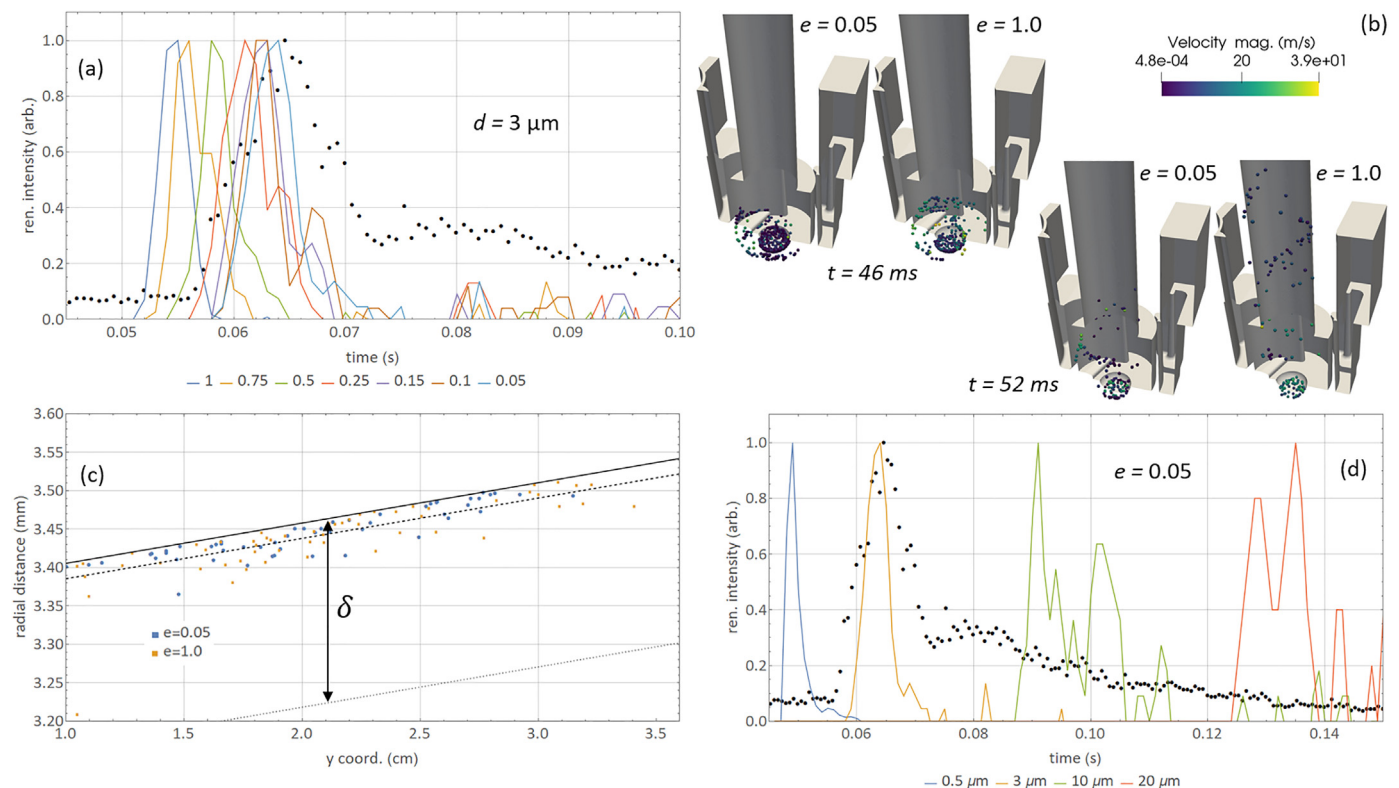 (a)
ren. intensity (arb.)
1.0
0.8
0.6
0.4
0.2
0.0
d = 3 µm
0.05 0.06 0.07 0.08 0.09 0.10
time (s)
1 0.75 0.5 0.25 0.15 0.1 0.05
(b)
e = 0.05 e = 1.0
Velocity mag. (m/s)
4.8e-04 20 3.9e+01
t = 46 ms
e = 0.05 e = 1.0
t = 52 ms
(c)
radial distance (mm)
3.60
3.55
3.50
3.45
3.40
3.35
3.30
3.25
3.20
δ
e=0.05
e=1.0
1.0 1.5 2.0 2.5 3.0 3.5
y coord. (cm)
(d)
ren. intensity (arb.)
1.0
0.8
0.6
0.4
0.2
0.0
e = 0.05
0.06 0.08 0.10 0.12 0.14
time (s)
0.5 µm 3 µm 10 µm 20 µm